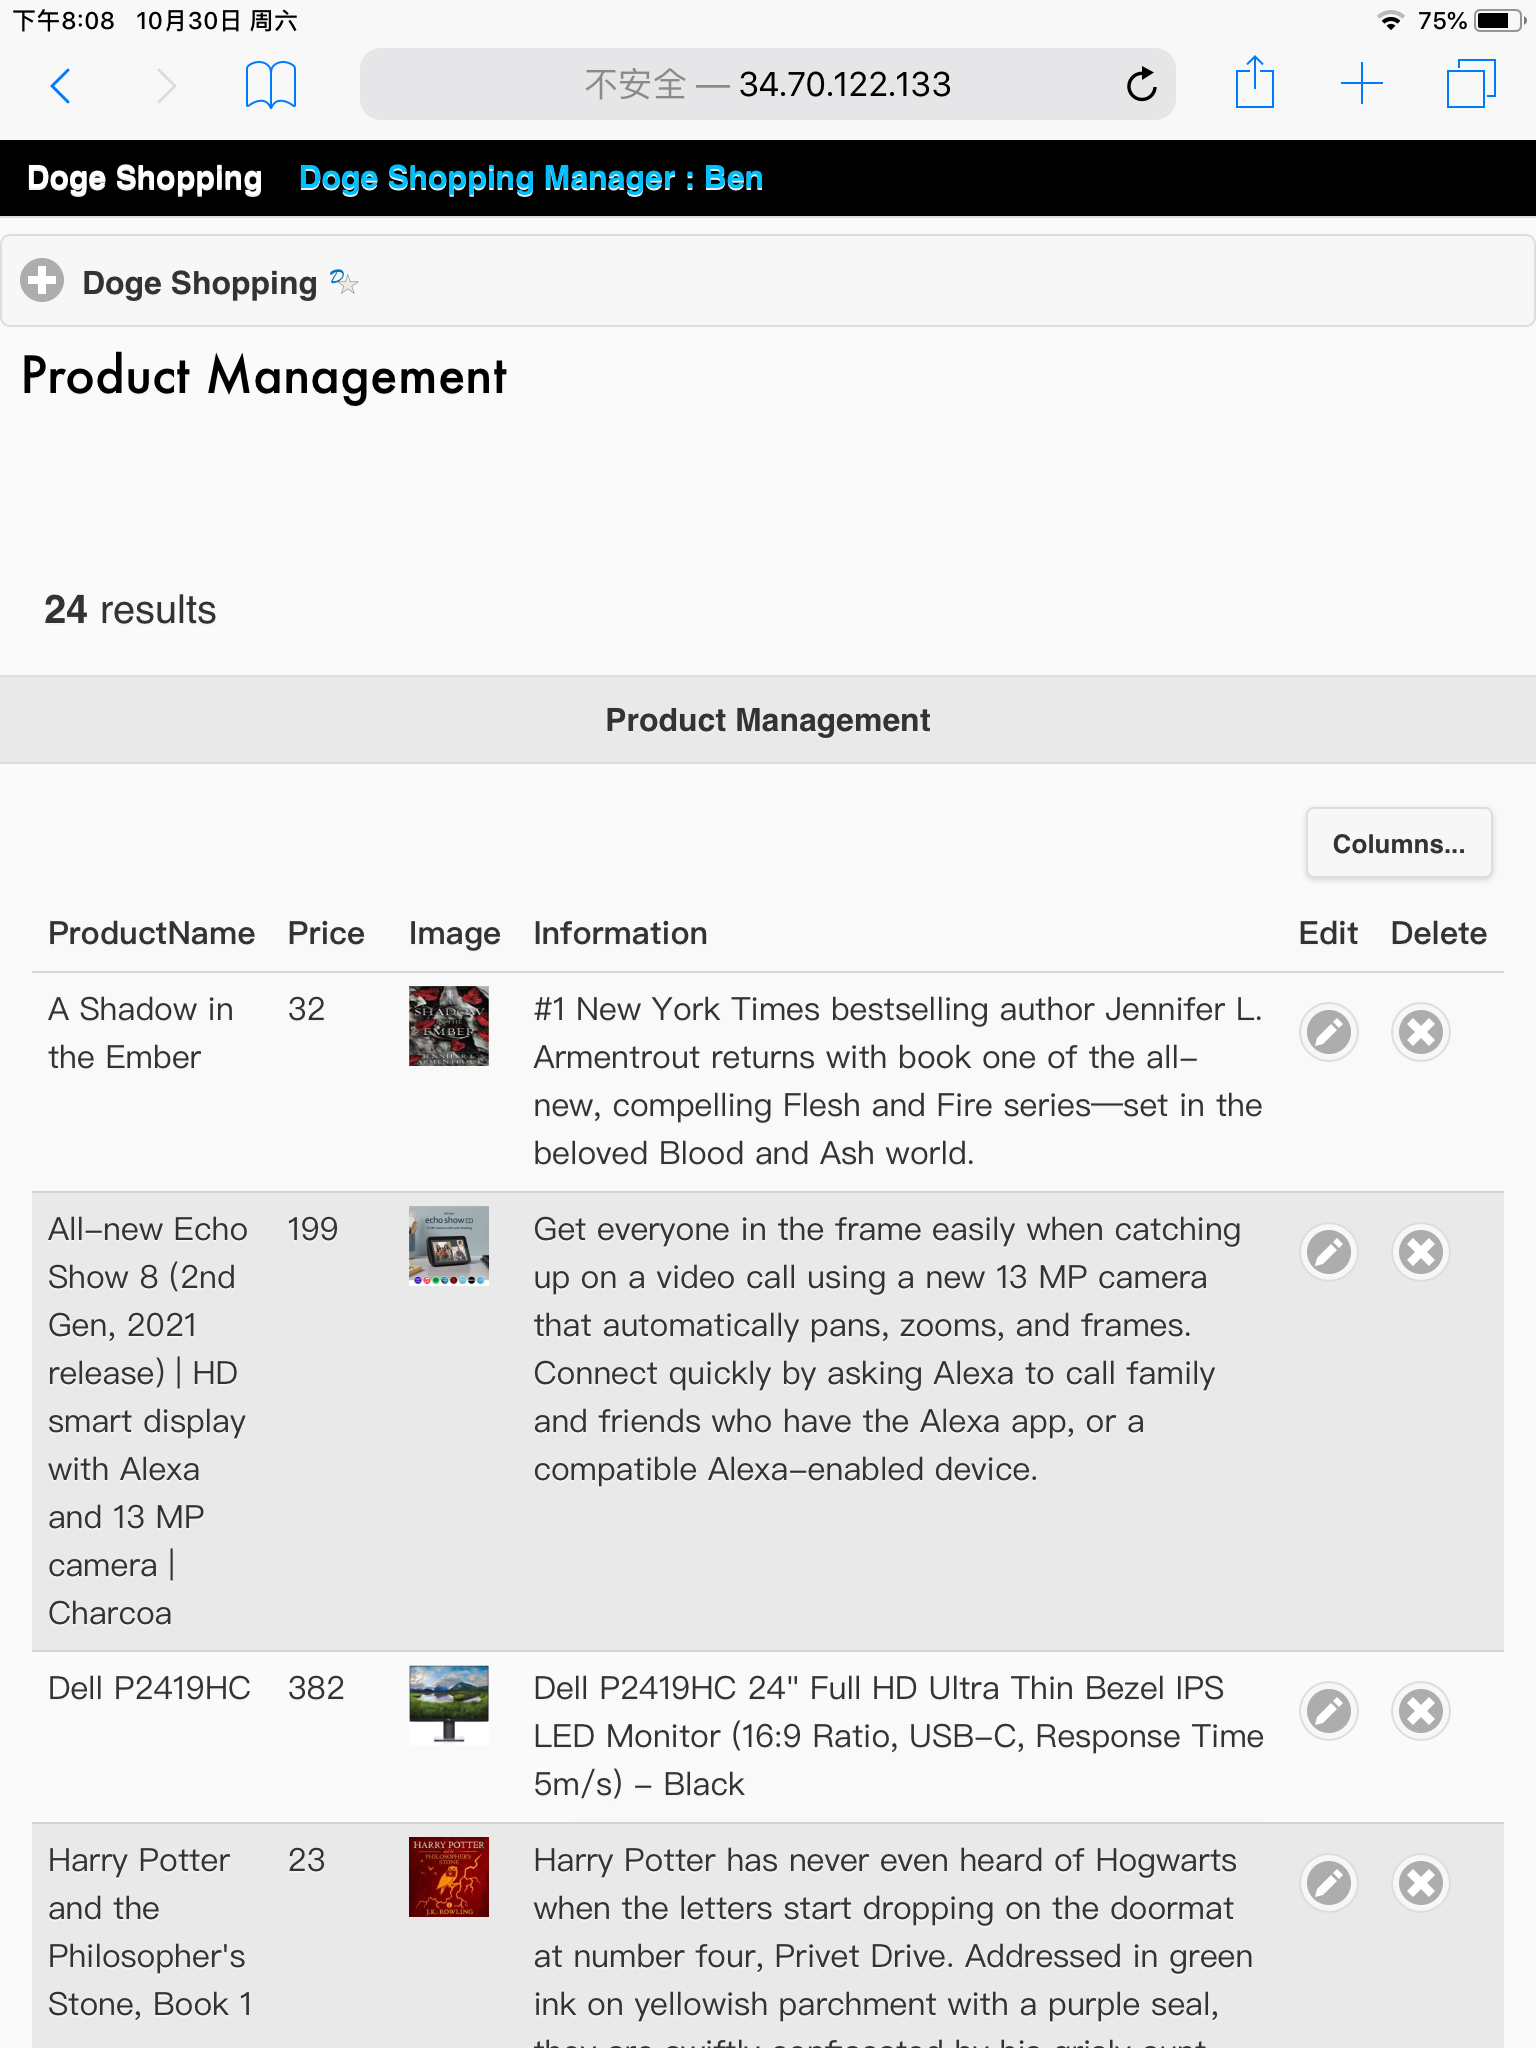 下午8:08 10月30日 周六 75%
不安全 — 34.70.122.133
Doge Shopping Doge Shopping Manager : Ben
Doge Shopping
Product Management
24 results
Product Management
Columns...
ProductName Price Image Information Edit Delete
A Shadow in 32 #1 New York Times bestselling author Jennifer L.
the Ember Armentrout returns with book one of the all-
new, compelling Flesh and Fire series—set in the
beloved Blood and Ash world.
SHADOW
EMBER
All-new Echo 199 Get everyone in the frame easily when catching
Show 8 (2nd up on a video call using a new 13 MP camera
Gen, 2021 that automatically pans, zooms, and frames.
release) | HD Connect quickly by asking Alexa to call family
smart display and friends who have the Alexa app, or a
with Alexa compatible Alexa-enabled device.
and 13 MP
camera |
Charcoa
echo show
Dell P2419HC 382 Dell P2419HC 24" Full HD Ultra Thin Bezel IPS
LED Monitor (16:9 Ratio, USB-C, Response Time
5m/s) - Black
Harry Potter 23 Harry Potter has never even heard of Hogwarts
and the when the letters start dropping on the doormat
Philosopher's at number four, Privet Drive. Addressed in green
Stone, Book 1 ink on yellowish parchment with a purple seal,
they are swiftly confiscated by his grisly aunt
HARRY POTTER
PHILOSOPHER'S
STONE
J.K. ROWLING